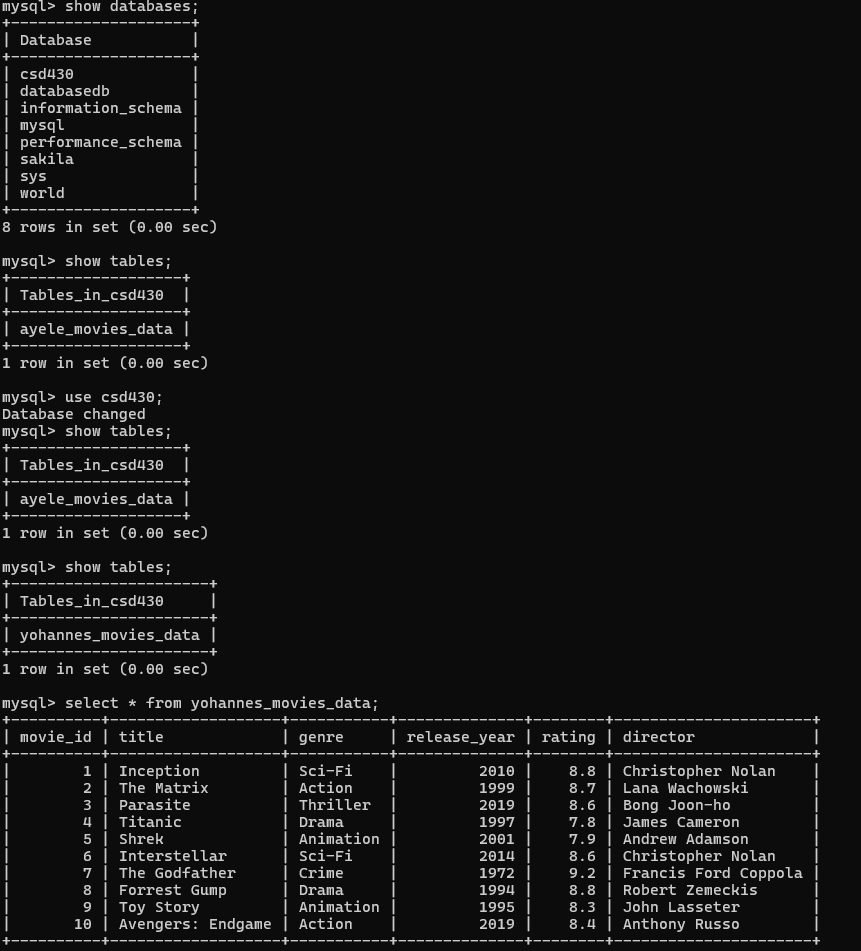 mysql> show databases;
+--------------------+
| Database           |
+--------------------+
| csd430             |
| databasedb         |
| information_schema |
| mysql              |
| performance_schema |
| sakila             |
| sys                |
| world              |
+--------------------+
8 rows in set (0.00 sec)

mysql> show tables;
+-------------------+
| Tables_in_csd430  |
+-------------------+
| ayele_movies_data |
+-------------------+
1 row in set (0.00 sec)

mysql> use csd430;
Database changed
mysql> show tables;
+-------------------+
| Tables_in_csd430  |
+-------------------+
| ayele_movies_data |
+-------------------+
1 row in set (0.00 sec)

mysql> show tables;
+----------------------+
| Tables_in_csd430     |
+----------------------+
| yohannes_movies_data |
+----------------------+
1 row in set (0.00 sec)

mysql> select * from yohannes_movies_data;
+----------+-------------------+-----------+--------------+--------+----------------------+
| movie_id | title             | genre     | release_year | rating | director             |
+----------+-------------------+-----------+--------------+--------+----------------------+
|        1 | Inception         | Sci-Fi    |         2010 |    8.8 | Christopher Nolan    |
|        2 | The Matrix        | Action    |         1999 |    8.7 | Lana Wachowski       |
|        3 | Parasite          | Thriller  |         2019 |    8.6 | Bong Joon-ho         |
|        4 | Titanic           | Drama     |         1997 |    7.8 | James Cameron        |
|        5 | Shrek             | Animation |         2001 |    7.9 | Andrew Adamson       |
|        6 | Interstellar      | Sci-Fi    |         2014 |    8.6 | Christopher Nolan    |
|        7 | The Godfather     | Crime     |         1972 |    9.2 | Francis Ford Coppola |
|        8 | Forrest Gump      | Drama     |         1994 |    8.8 | Robert Zemeckis      |
|        9 | Toy Story         | Animation |         1995 |    8.3 | John Lasseter        |
|       10 | Avengers: Endgame | Action    |         2019 |    8.4 | Anthony Russo        |
+----------+-------------------+-----------+--------------+--------+----------------------+